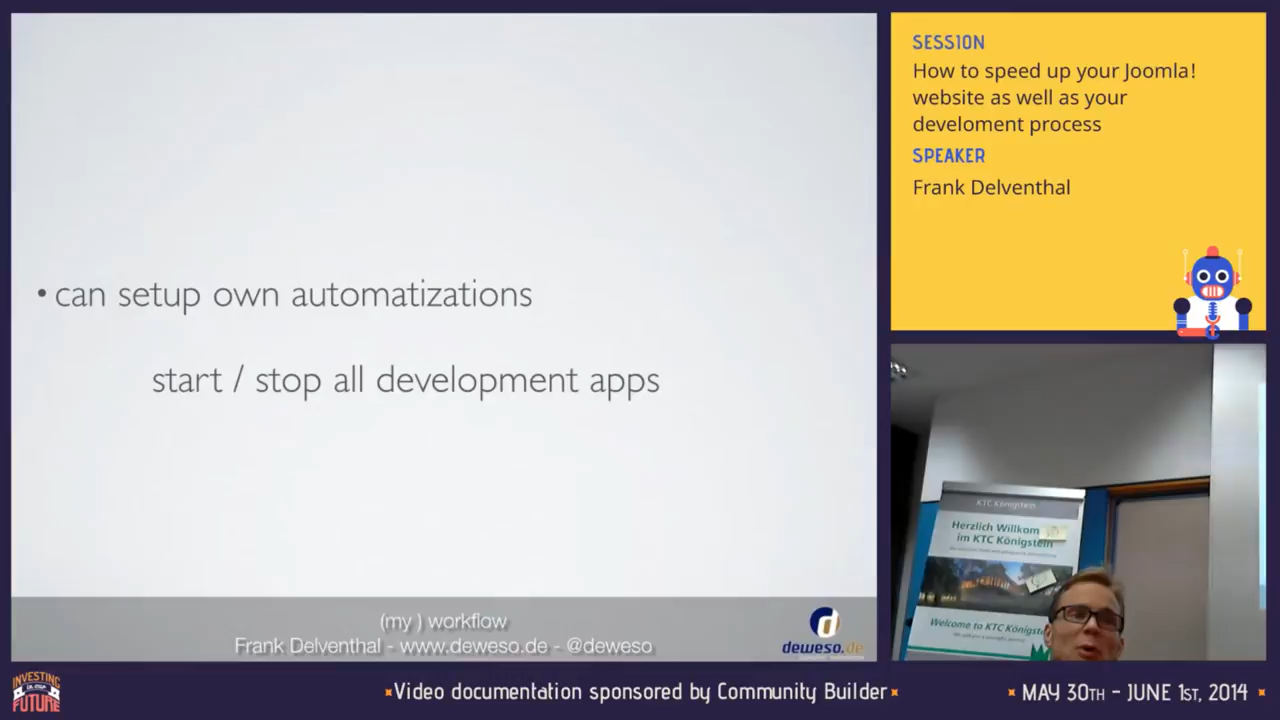 • can setup own automatizations
start / stop all development apps
(my ) workflow
Frank Delventhal - www.deweso.de - @deweso
deweso.de
SESSION
How to speed up your Joomla!
website as well as your
develoment process
SPEAKER
Frank Delventhal
KTC Königstein
Herzlich Willkom
im KTC Königstein
Welcome to KTC Königste
INVESTING
IN OUR
FUTURE
Video documentation sponsored by Community Builder
MAY 30TH - JUNE 1ST, 2014